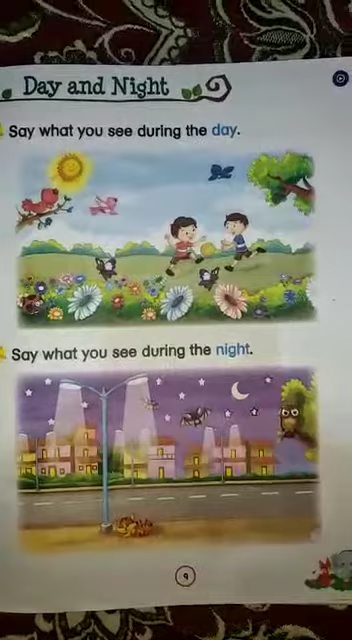 Day and Night
Say what you see during the day.
Say what you see during the night.
9